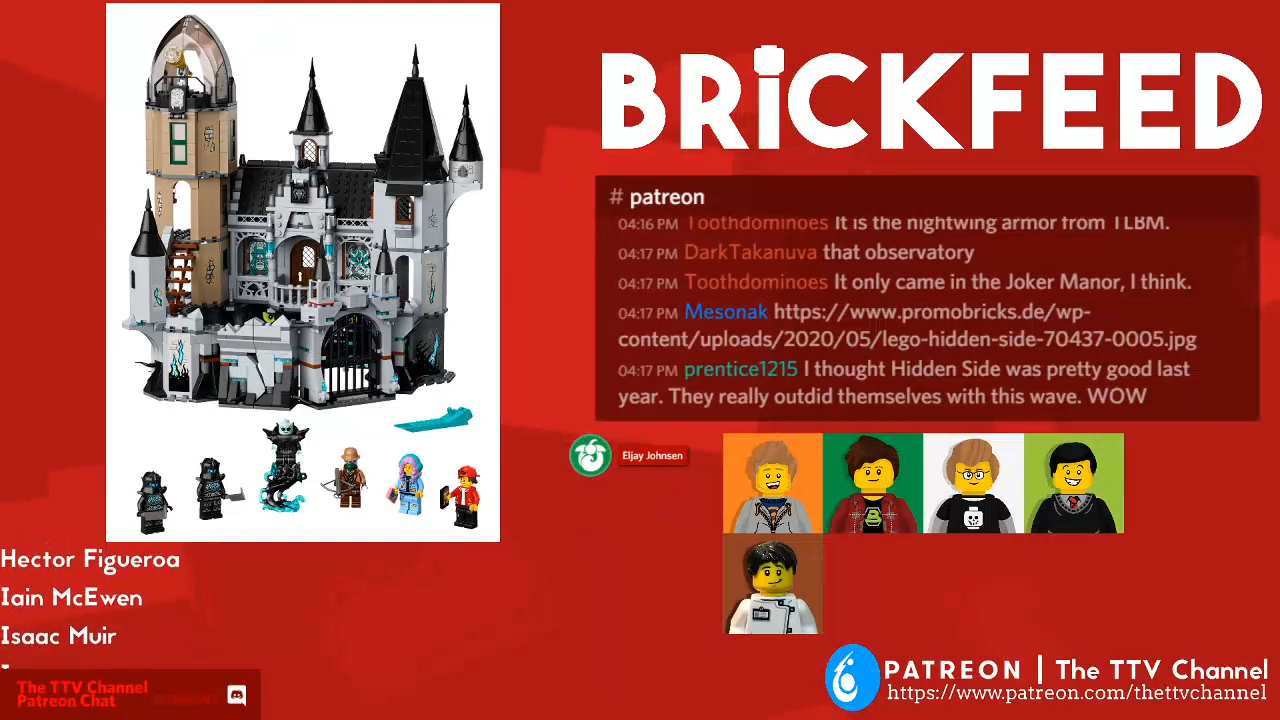 BRiCKFEED
# patreon
04:16 PM Toothdominoes It is the nightwing armor from TLBM.
04:17 PM DarkTakanuva that observatory
04:17 PM Toothdominoes It only came in the Joker Manor, I think.
04:17 PM Mesonak https://www.promobricks.de/wp-
content/uploads/2020/05/lego-hidden-side-70437-0005.jpg
04:17 PM prentice1215 I thought Hidden Side was pretty good last
year. They really outdid themselves with this wave. WOW
Eljay Johnsen
Hector Figueroa
Iain McEwen
Isaac Muir
The TTV Channel
Patreon Chat
PATREON | The TTV Channel
https://www.patreon.com/thettvchannel